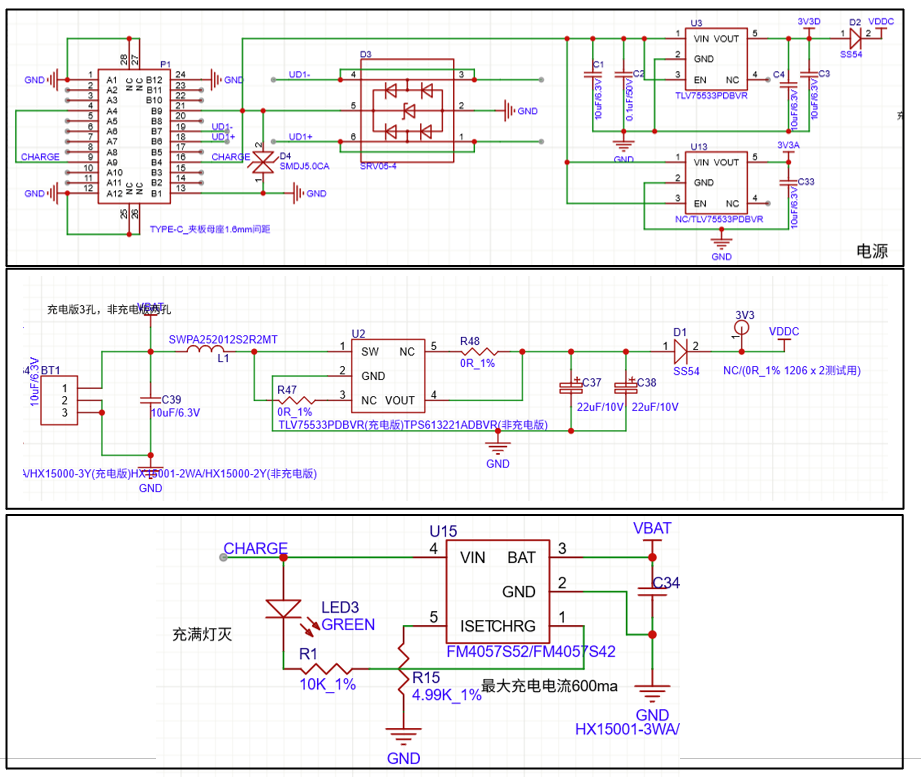 P1
28
27
NC
NC
GND
1 A1 B12 24
GND
2 A2 B11 23
3 A3 B10 22
4 A4 B9 21
5 A5 B8 20
6 A6 B7 19
UD1-
7 A7 B6 18
UD1+
8 A8 B5 17
CHARGE
9 A9 B4 16
CHARGE
10 A10 B3 15
11 A11 B2 14
GND
12 A12 B1 13
GND
NC
NC
25
26
TYPE-C_夹板母座1.6mm间距
2
D4
SMDJ5.0CA
1
D3
UD1-
4
3
5
2
GND
UD1+
6
1
SRV05-4
C1
10uF/6.3V
C2
0.1uF/50V
GND
U3
1 VIN VOUT 5
2 GND
3 EN NC 4
TLV75533PDBVR
3V3D
D2
1
2
VDDC
SS54
C4
10uF/6.3V
C3
10uF/6.3V
U13
1 VIN VOUT 5
2 GND
3 EN NC 4
NC/TLV75533PDBVR
3V3A
C33
10uF/6.3V
GND
电源
充电版3孔，非充电版两孔
VBAT
10uF/6.3V
BT1
1
2
3
SWPA252012S2R2MT
L1
C39
10uF/6.3V
GND
/HX15000-3Y(充电版)HX15001-2WA/HX15000-2Y(非充电版)
U2
1 SW NC 5
2 GND
3 NC VOUT 4
R47
0R_1%
R48
0R_1%
TLV75533PDBVR(充电版)TPS613221ADBVR(非充电版)
GND
C37
22uF/10V
C38
22uF/10V
D1
1
2
SS54
3V3
1
VDDC
NC/(0R_1% 1206 x 2测试用)
CHARGE
充满灯灭
LED3
GREEN
R1
10K_1%
U15
4 VIN BAT 3
GND 2
5 ISET CHRG 1
FM4057S52/FM4057S42
R15
4.99K_1%
最大充电电流600ma
GND
VBAT
C34
GND
HX15001-3WA/